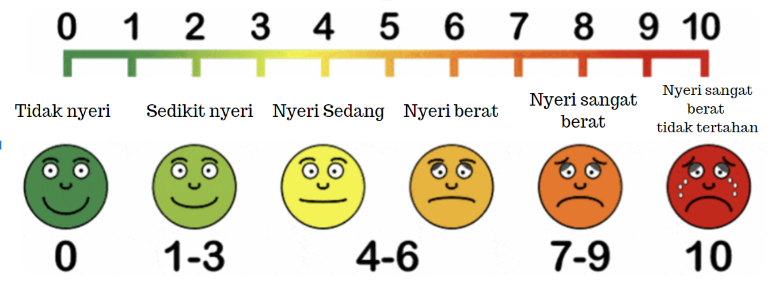 0 1 2 3 4 5 6 7 8 9 10
Tidak nyeri
Sedikit nyeri
Nyeri Sedang
Nyeri berat
Nyeri sangat
berat
Nyeri sangat
berat
tidak tertahan
0 1-3 4-6 7-9 10